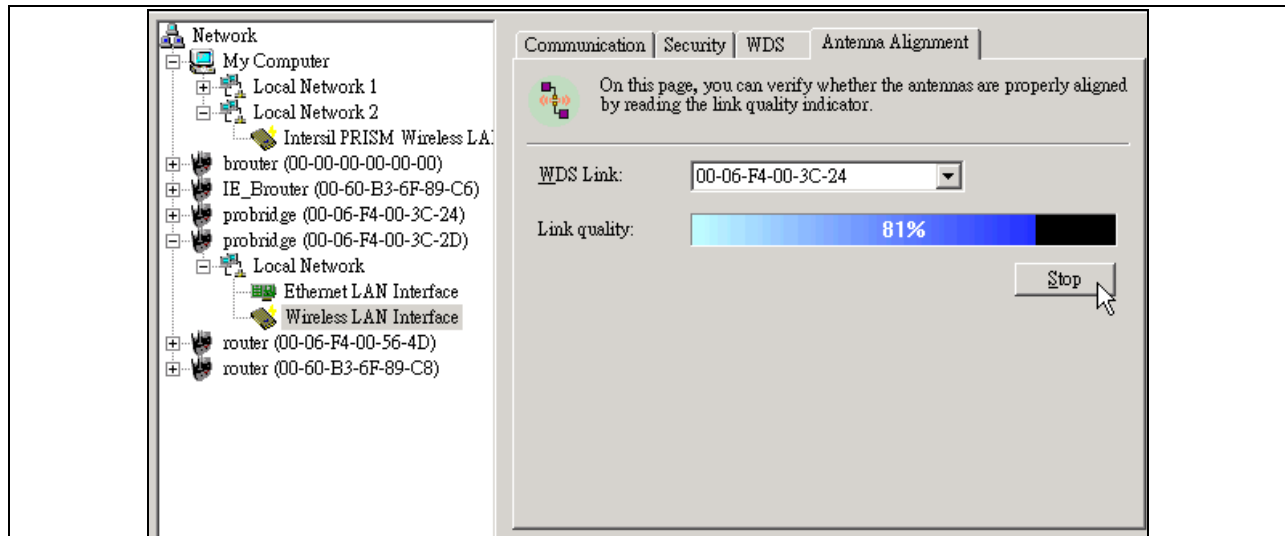 Network
My Computer
Local Network 1
Local Network 2
Intersil PRISM Wireless LA
brouter (00-00-00-00-00-00)
IE_Brouter (00-60-B3-6F-89-C6)
probridge (00-06-F4-00-3C-24)
probridge (00-06-F4-00-3C-2D)
Local Network
Ethernet LAN Interface
Wireless LAN Interface
router (00-06-F4-00-56-4D)
router (00-60-B3-6F-89-C8)
Communication Security WDS Antenna Alignment
On this page, you can verify whether the antennas are properly aligned
by reading the link quality indicator.
WDS Link: 00-06-F4-00-3C-24
Link quality: 81%
Stop